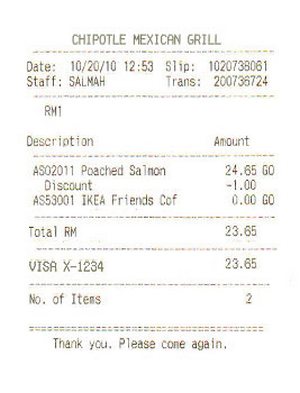 CHIPOTLE MEXICAN GRILL
Date: 10/20/10 12:53 Slip: 1020738061
Staff: SALMAH Trans: 200736724
RM1
Description Amount
AS02011 Poached Salmon 24.65 GO
Discount -1.00
AS53001 IKEA Friends Cof 0.00 GO
Total RM 23.65
VISA X-1234 23.65
No. of Items 2
Thank you. Please come again.